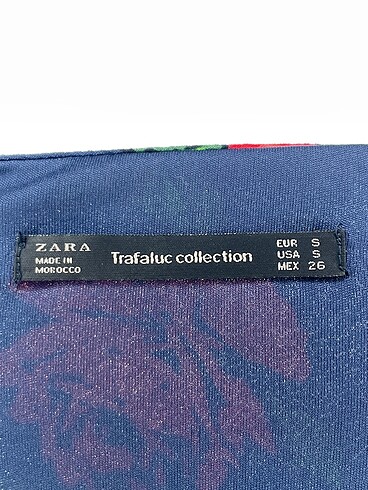 ZARA
MADE IN
MOROCCO
Trafaluc collection
EUR S
USA S
MEX 26